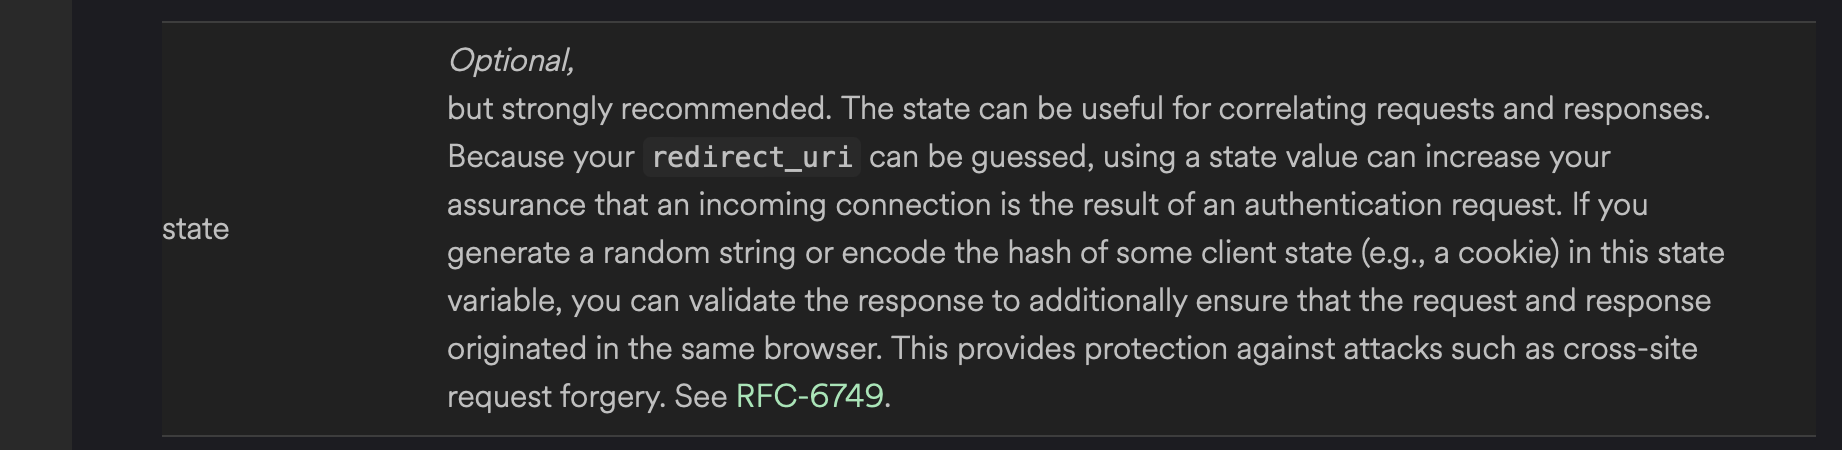 Optional,
but strongly recommended. The state can be useful for correlating requests and responses.
Because your redirect_uri can be guessed, using a state value can increase your
assurance that an incoming connection is the result of an authentication request. If you
state
generate a random string or encode the hash of some client state (e.g., a cookie) in this state
variable, you can validate the response to additionally ensure that the request and response
originated in the same browser. This provides protection against attacks such as cross-site
request forgery. See RFC-6749.